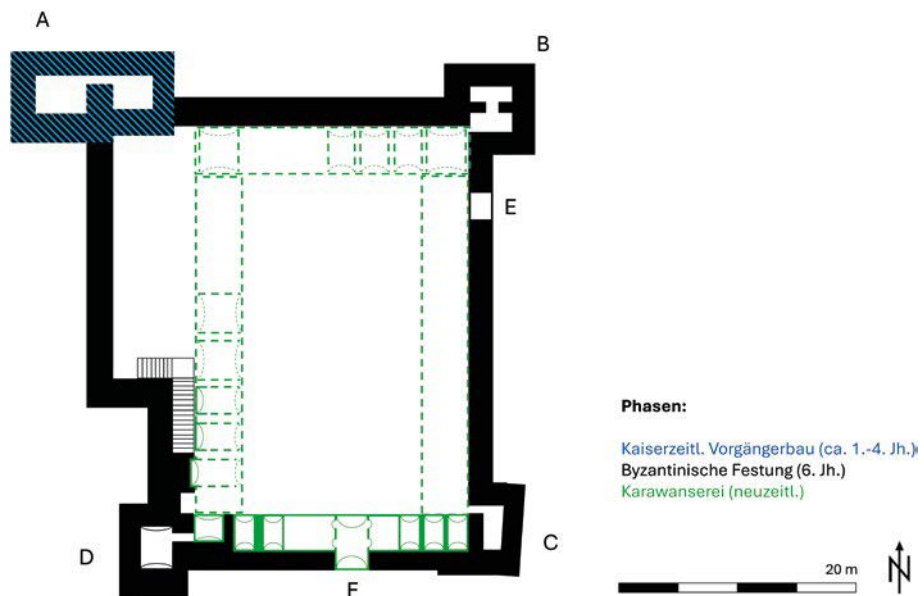 A
B
E
Phasen:
Kaiserzeitl. Vorgängerbau (ca. 1.-4. Jh.)
Byzantinische Festung (6. Jh.)
Karawanserei (neuzeitl.)
D
C
F
20 m
N